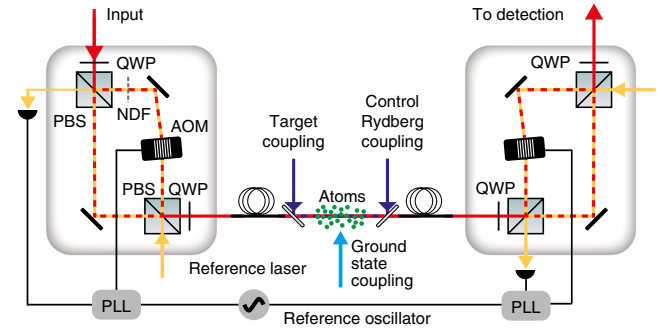 Input
QWP
PBS
NDF
AOM
PBS
QWP
Reference laser
PLL
Target
coupling
Control
Rydberg
coupling
Atoms
Ground
state
coupling
Reference oscillator
To detection
QWP
QWP
PLL